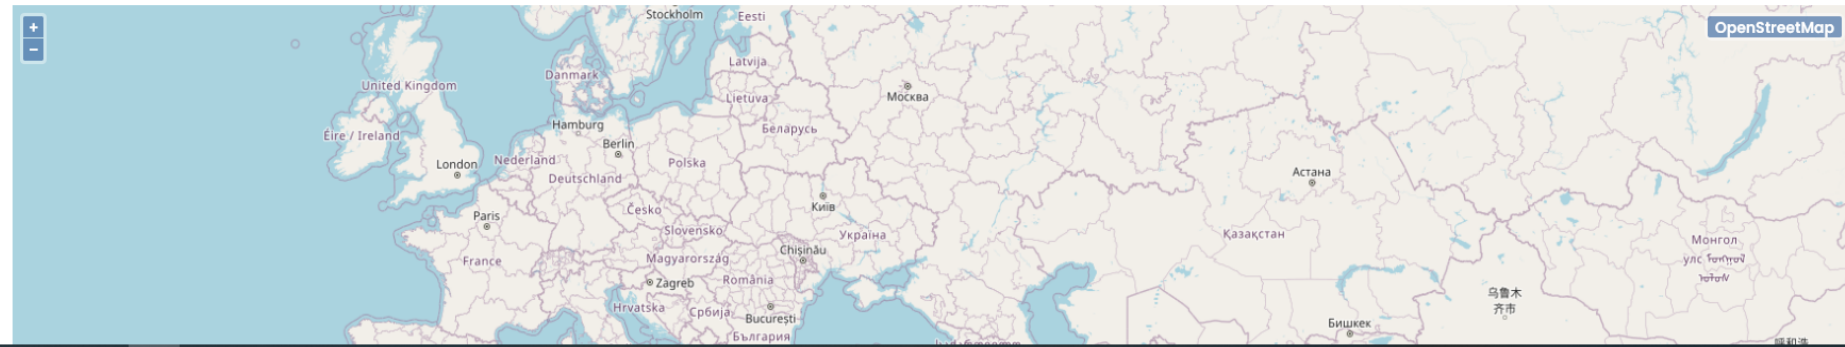 Stockholm
Eesti
+
OpenStreetMap
−
Latvija
Danmark
United Kingdom
Москва
Lietuva
Hamburg
Беларусь
Éire / Ireland
Berlin
Nederland
Polska
London
Астана
Deutschland
Київ
Česko
Paris
Slovensko
Україна
Қазақстан
Монгол
Chișinău
улс
Magyarország
France
România
Zagreb
乌鲁木
齐市
Hrvatska
Србија
București
Бишкек
България